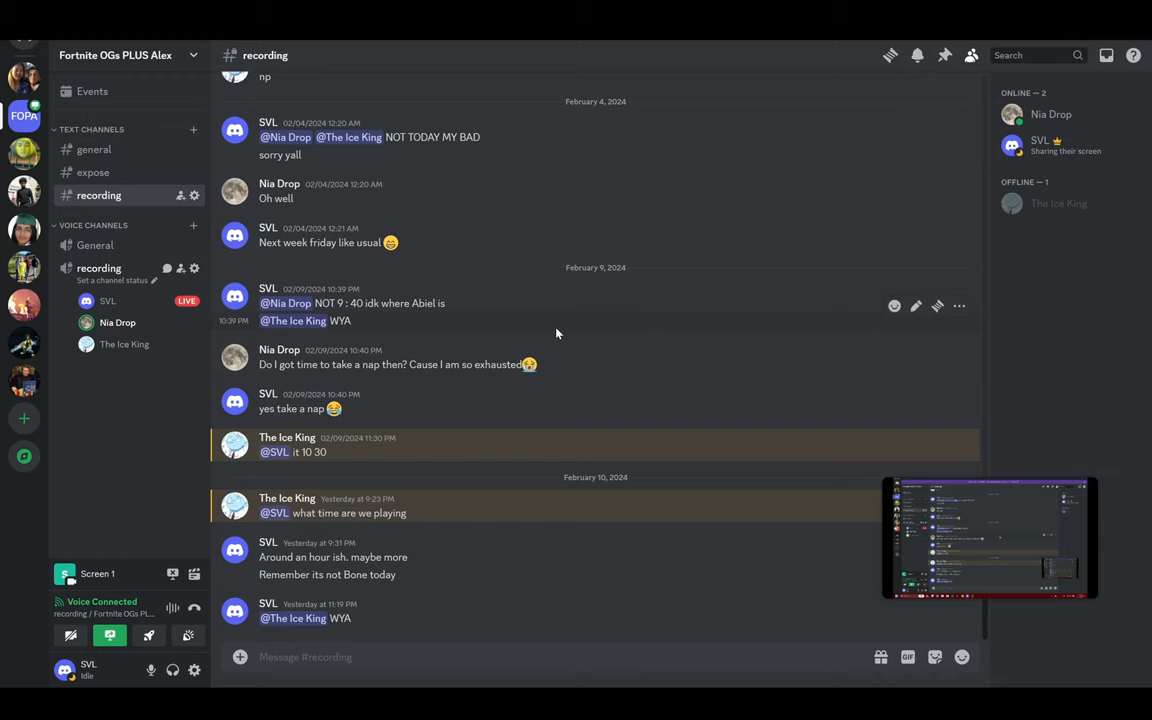 Fortnite OGs PLUS Alex
Events
TEXT CHANNELS
general
expose
recording
VOICE CHANNELS
General
recording
Set a channel status
SVL
LIVE
Nia Drop
The Ice King
Screen 1
Voice Connected
recording / Fortnite OGs PL...
SVL
Idle
FOPA
recording
np
February 4, 2024
SVL 02/04/2024 12:20 AM
@Nia Drop @The Ice King NOT TODAY MY BAD
sorry yall
Nia Drop 02/04/2024 12:20 AM
Oh well
SVL 02/04/2024 12:21 AM
Next week friday like usual 😁
February 9, 2024
SVL 02/09/2024 10:39 PM
@Nia Drop NOT 9 : 40 idk where Abiel is
10:39 PM @The Ice King WYA
Nia Drop 02/09/2024 10:40 PM
Do I got time to take a nap then? Cause I am so exhausted😭
SVL 02/09/2024 10:40 PM
yes take a nap 😂
The Ice King 02/09/2024 11:30 PM
@SVL it 10 30
February 10, 2024
The Ice King Yesterday at 9:23 PM
@SVL what time are we playing
SVL Yesterday at 9:31 PM
Around an hour ish. maybe more
Remember its not Bone today
SVL Yesterday at 11:19 PM
@The Ice King WYA
Message #recording
GIF
Search
ONLINE — 2
Nia Drop
SVL
Sharing their screen
OFFLINE — 1
The Ice King